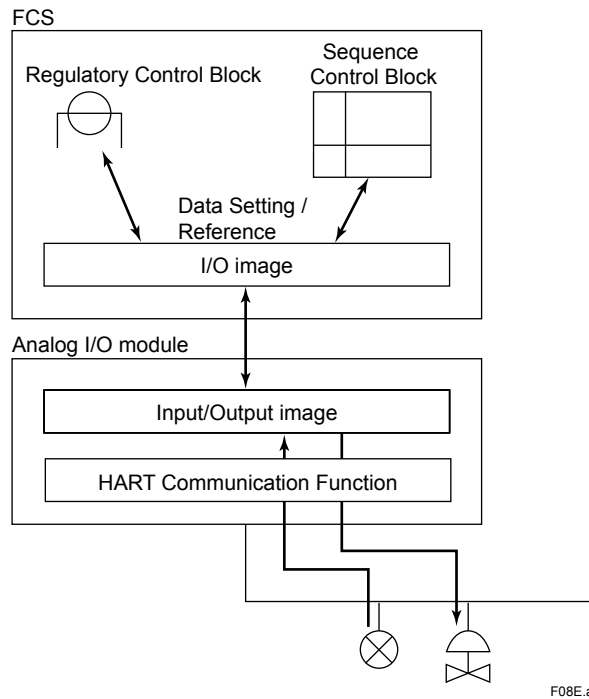 FCS
Regulatory Control Block
Sequence
Control Block
Data Setting /
Reference
I/O image
Analog I/O module
Input/Output image
HART Communication Function